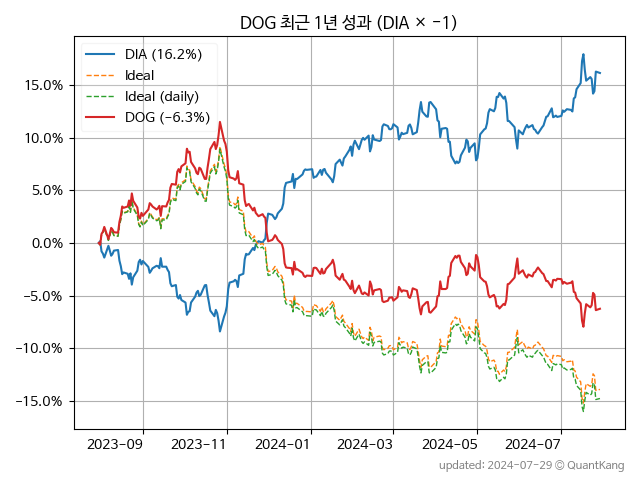 DOG 최근 1년 성과 (DIA × −1)
DIA (16.2%)
Ideal
Ideal (daily)
DOG (−6.3%)
15.0%
10.0%
5.0%
0.0%
−5.0%
−10.0%
−15.0%
2023-09 2023-11 2024-01 2024-03 2024-05 2024-07
updated: 2024-07-29 © QuantKang